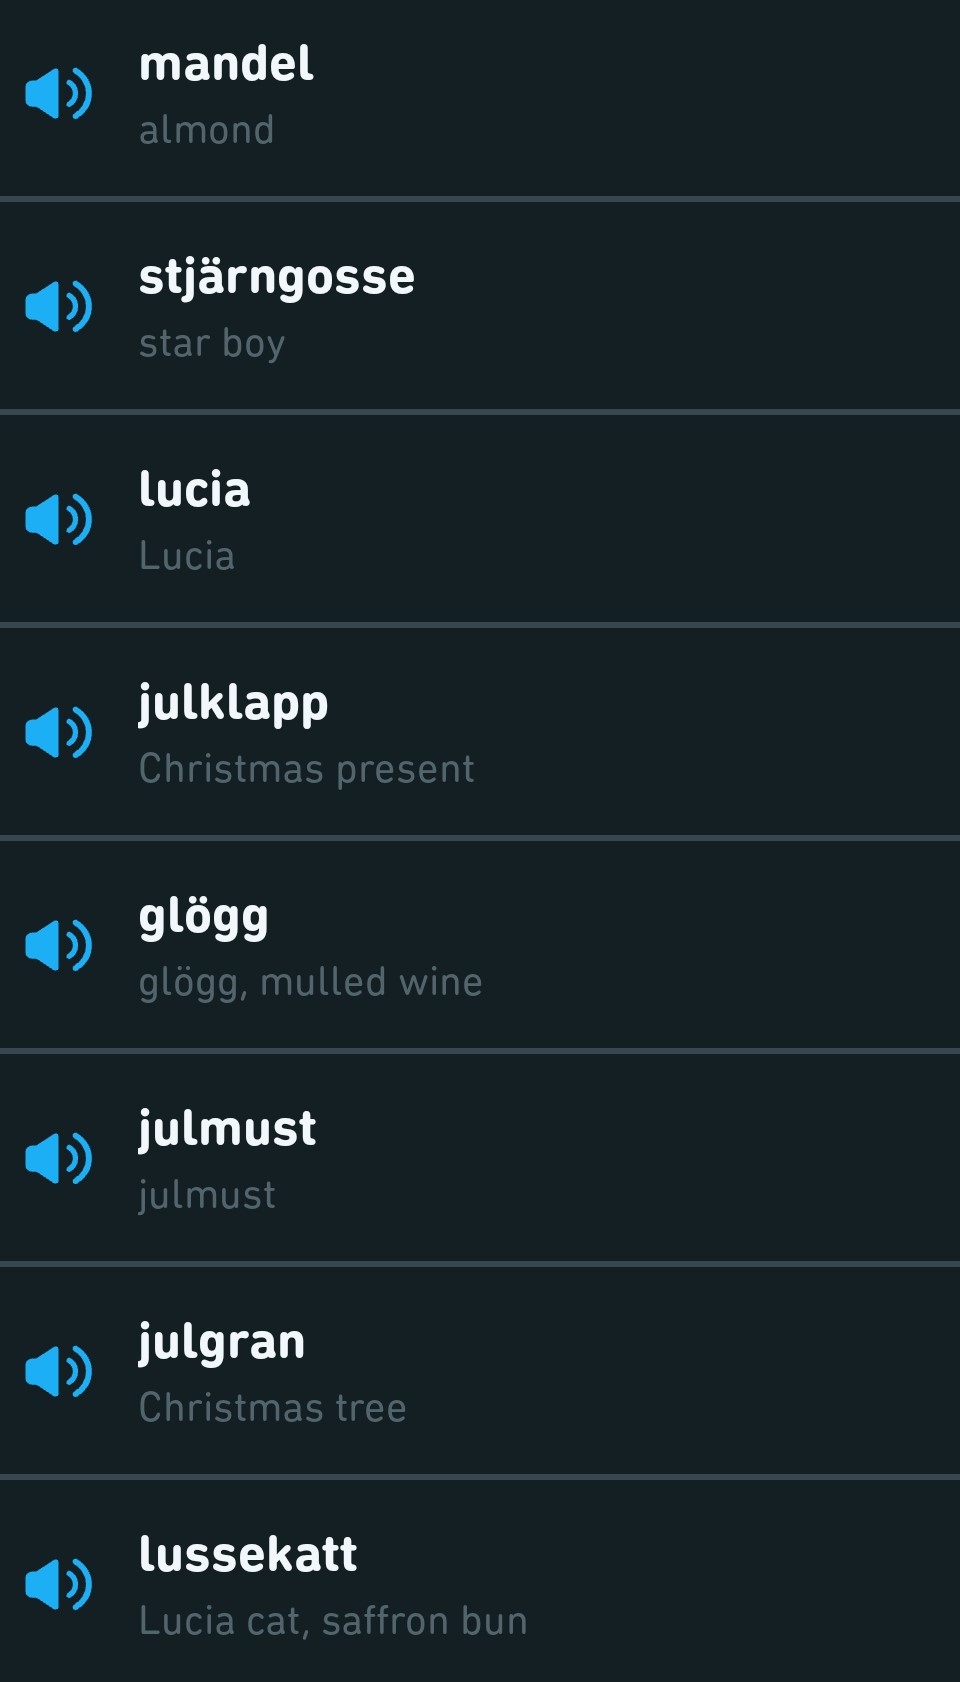 mandel
almond
stjärngosse
star boy
lucia
Lucia
julklapp
Christmas present
glögg
glögg, mulled wine
julmust
julmust
julgran
Christmas tree
lussekatt
Lucia cat, saffron bun